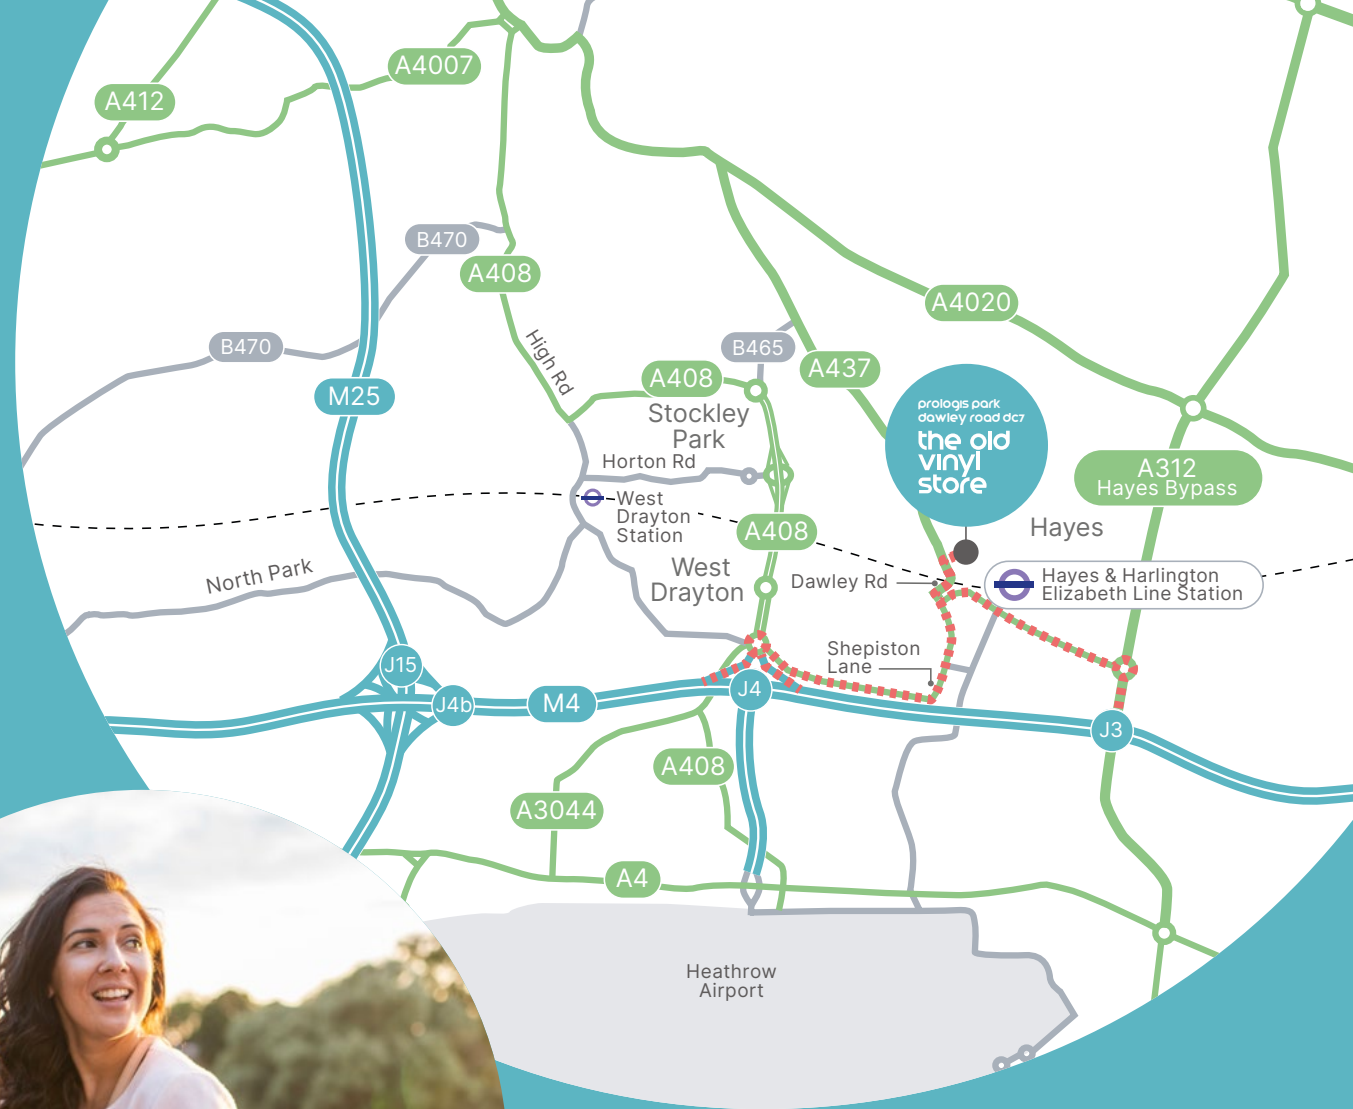 A4007
A412
B470
A408
A4020
B470
High Rd
B465
A437
A408
M25
prologis park
dawley road dc7
the old
vinyl
store
Stockley
Park
Horton Rd
A312
Hayes Bypass
West
Drayton
Station
A408
Hayes
North Park
West
Drayton
Dawley Rd
Hayes & Harlington
Elizabeth Line Station
Shepiston
Lane
J15
J4b
M4
J4
J3
A408
A3044
A4
Heathrow
Airport